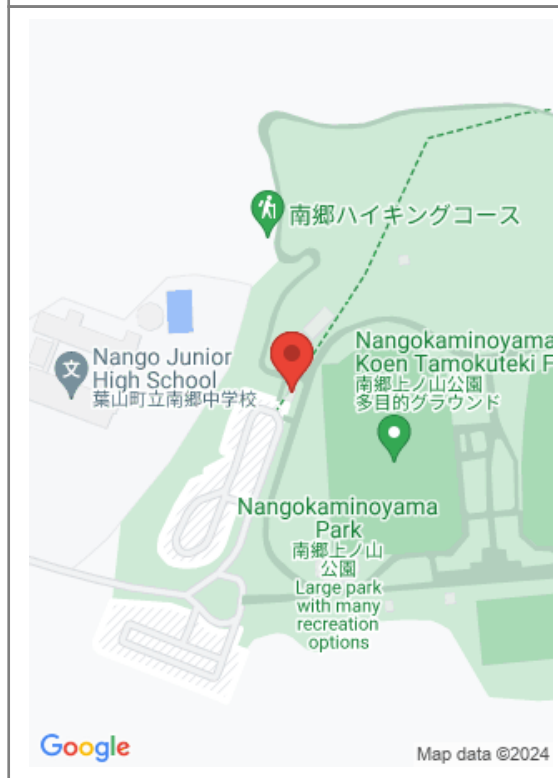 南郷ハイキングコース
Nango Junior
High School
葉山町立南郷中学校
文
Nangokaminoyama
Koen Tamokuteki F
南郷上ノ山公園
多目的グラウンド
Nangokaminoyama
Park
南郷上ノ山
公園
Large park
with many
recreation
options
Google
Map data ©2024